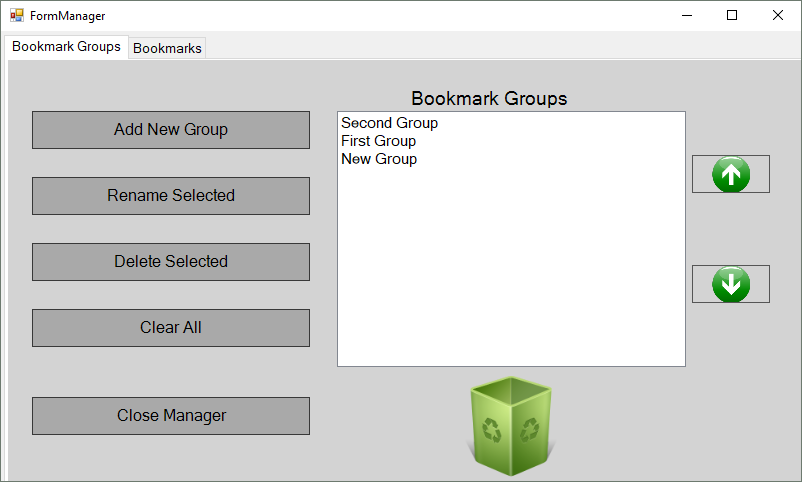 FormManager
Bookmark Groups
Bookmarks
Bookmark Groups
Add New Group
Rename Selected
Delete Selected
Clear All
Close Manager
Second Group
First Group
New Group